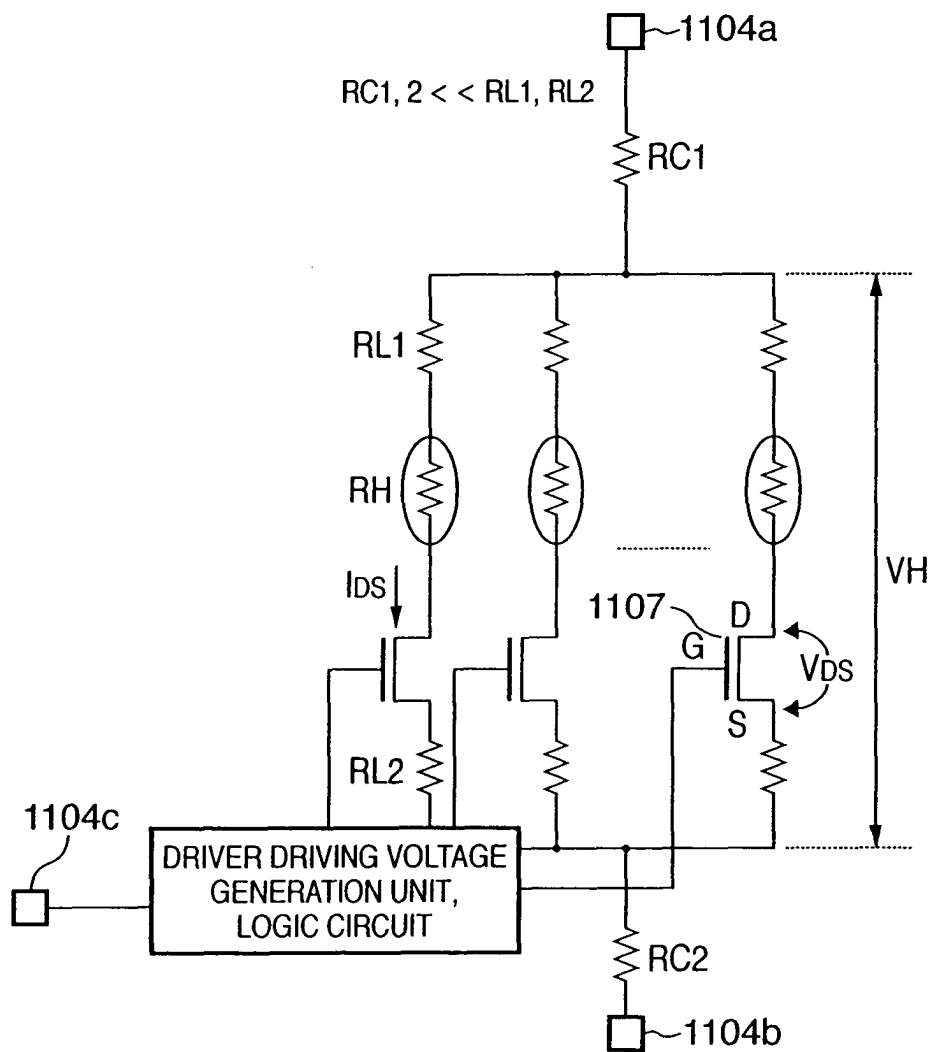 1104a
RC1, 2 < < RL1, RL2
RC1
RL1
RH
VH
IDS
1107
D
G
VDS
S
RL2
1104c
DRIVER DRIVING VOLTAGE
GENERATION UNIT,
LOGIC CIRCUIT
RC2
1104b